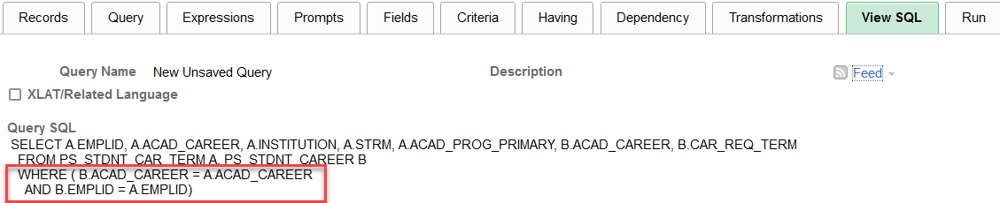 Records Query Expressions Prompts Fields Criteria Having Dependency Transformations View SQL Run
Query Name New Unsaved Query Description Feed
XLAT/Related Language
Query SQL
SELECT A.EMPLID, A.ACAD_CAREER, A.INSTITUTION, A.STRM, A.ACAD_PROG_PRIMARY, B.ACAD_CAREER, B.CAR_REQ_TERM
FROM PS_STDNT_CAR_TERM A, PS_STDNT_CAREER B
WHERE ( B.ACAD_CAREER = A.ACAD_CAREER
AND B.EMPLID = A.EMPLID)